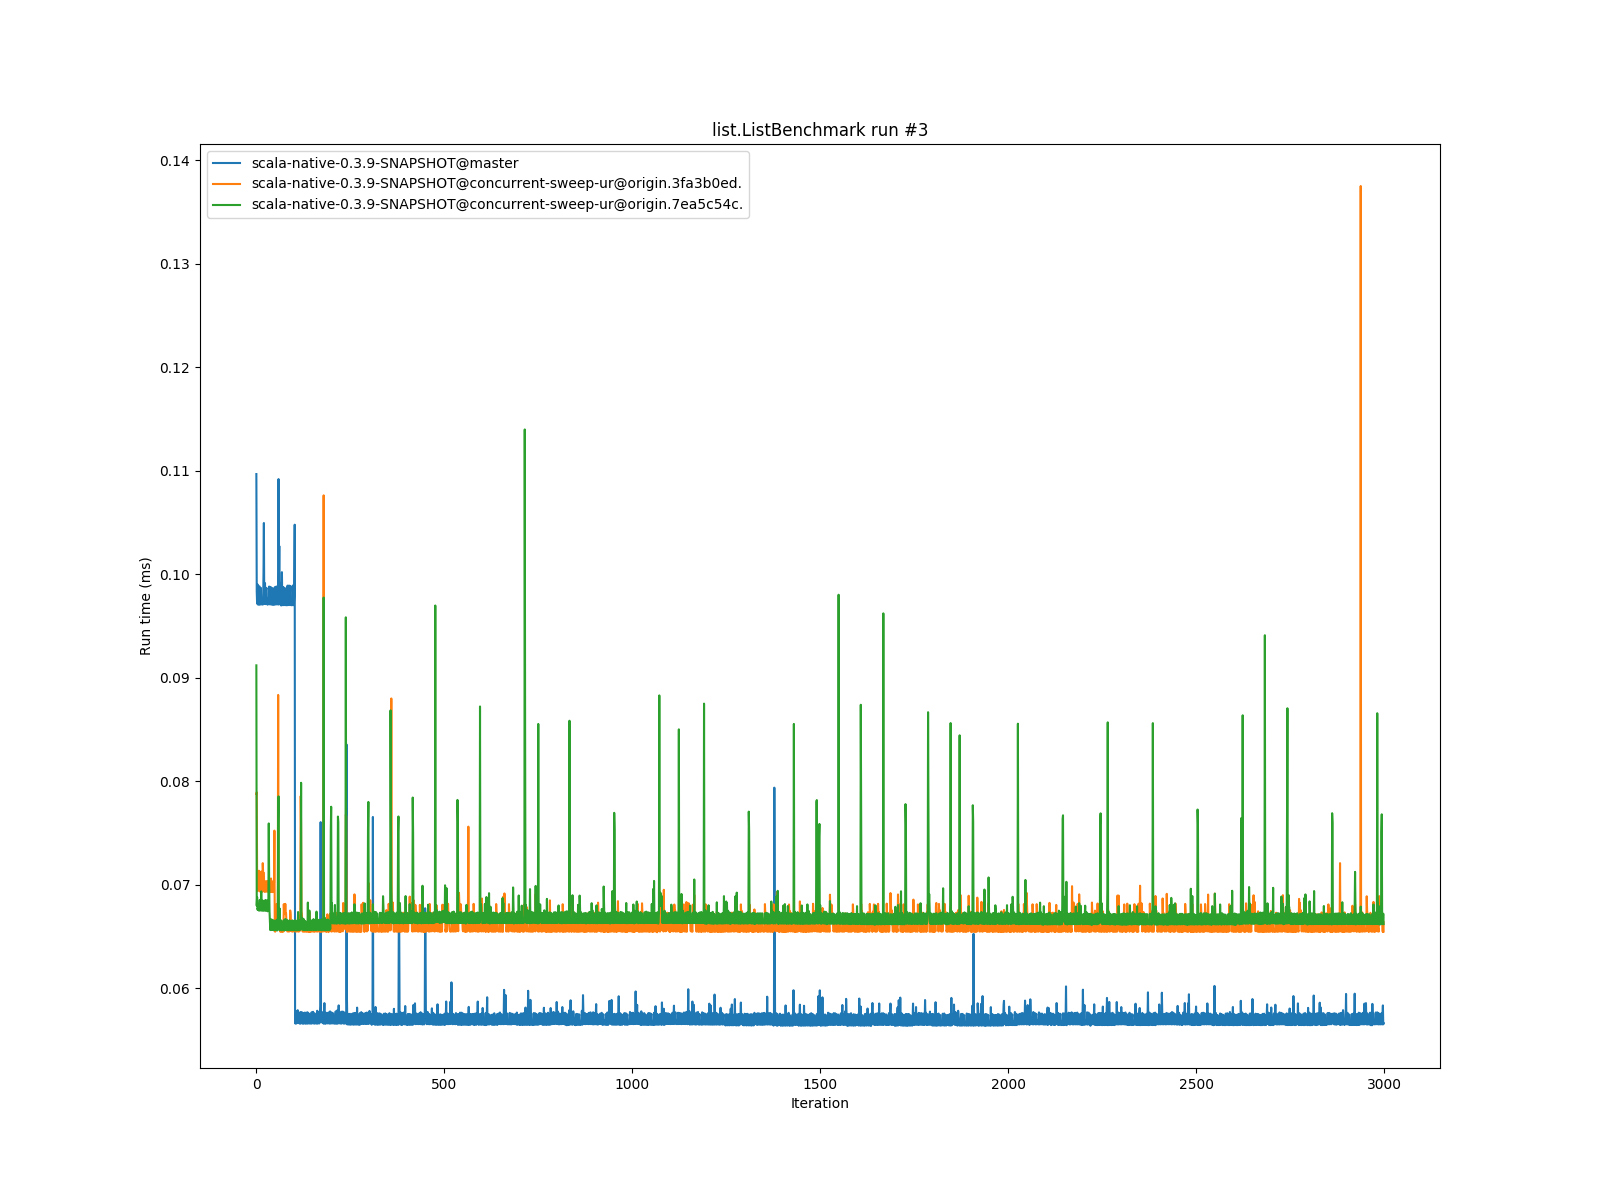 list.ListBenchmark run #3
scala-native-0.3.9-SNAPSHOT@master
scala-native-0.3.9-SNAPSHOT@concurrent-sweep-ur@origin.3fa3b0ed.
scala-native-0.3.9-SNAPSHOT@concurrent-sweep-ur@origin.7ea5c54c.
0.14
0.13
0.12
0.11
0.10
0.09
0.08
0.07
0.06
Run time (ms)
0 500 1000 1500 2000 2500 3000
Iteration